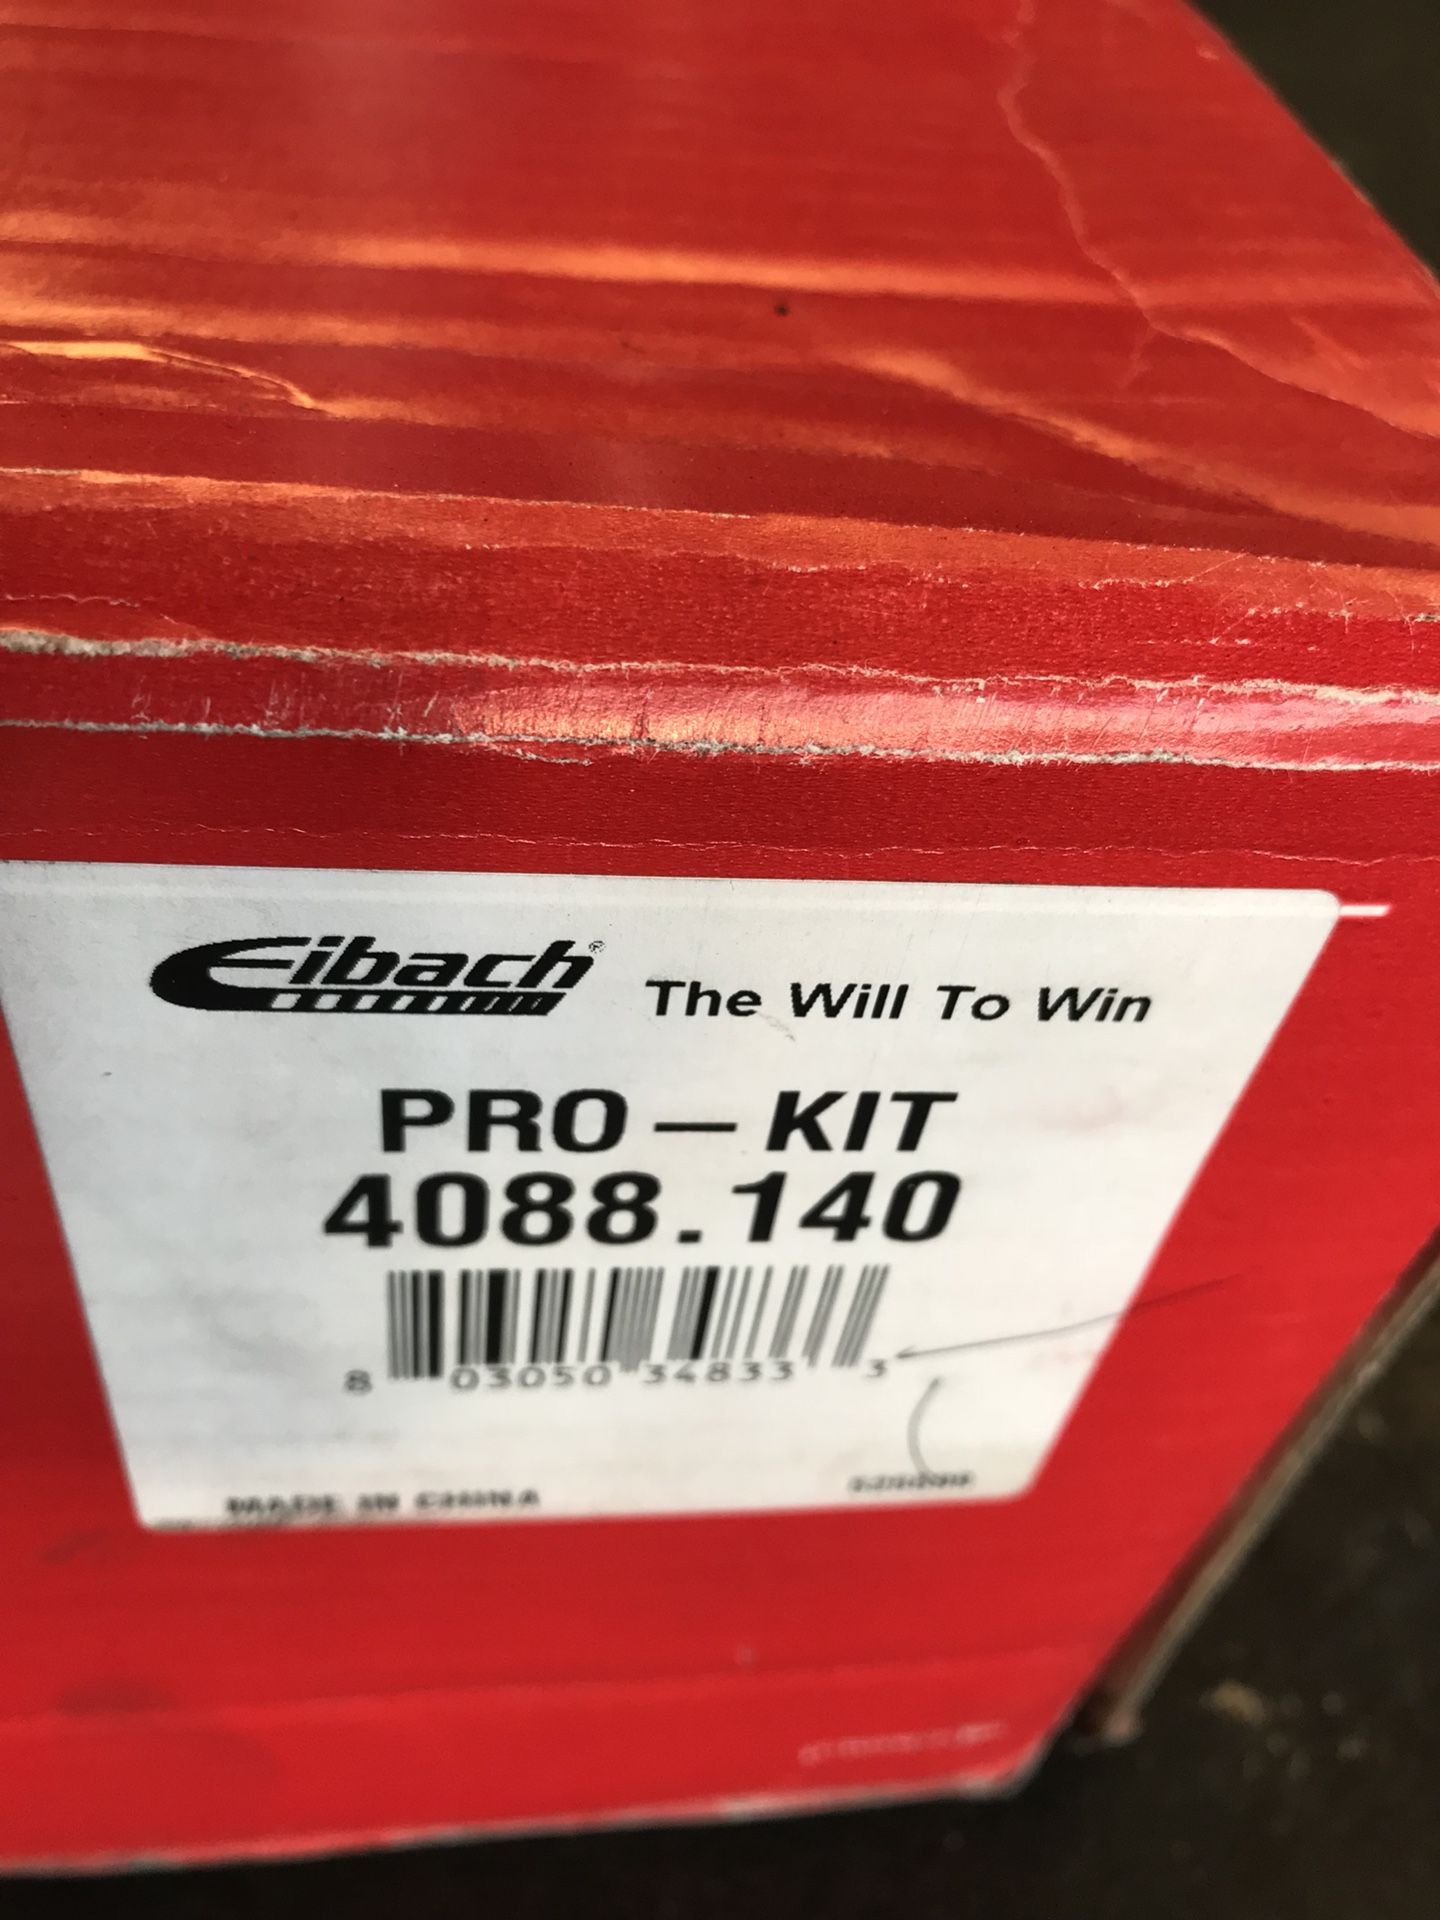 Eibach®
The Will To Win
PRO-KIT
4088.140
8 03050 34833 3
MADE IN CHINA